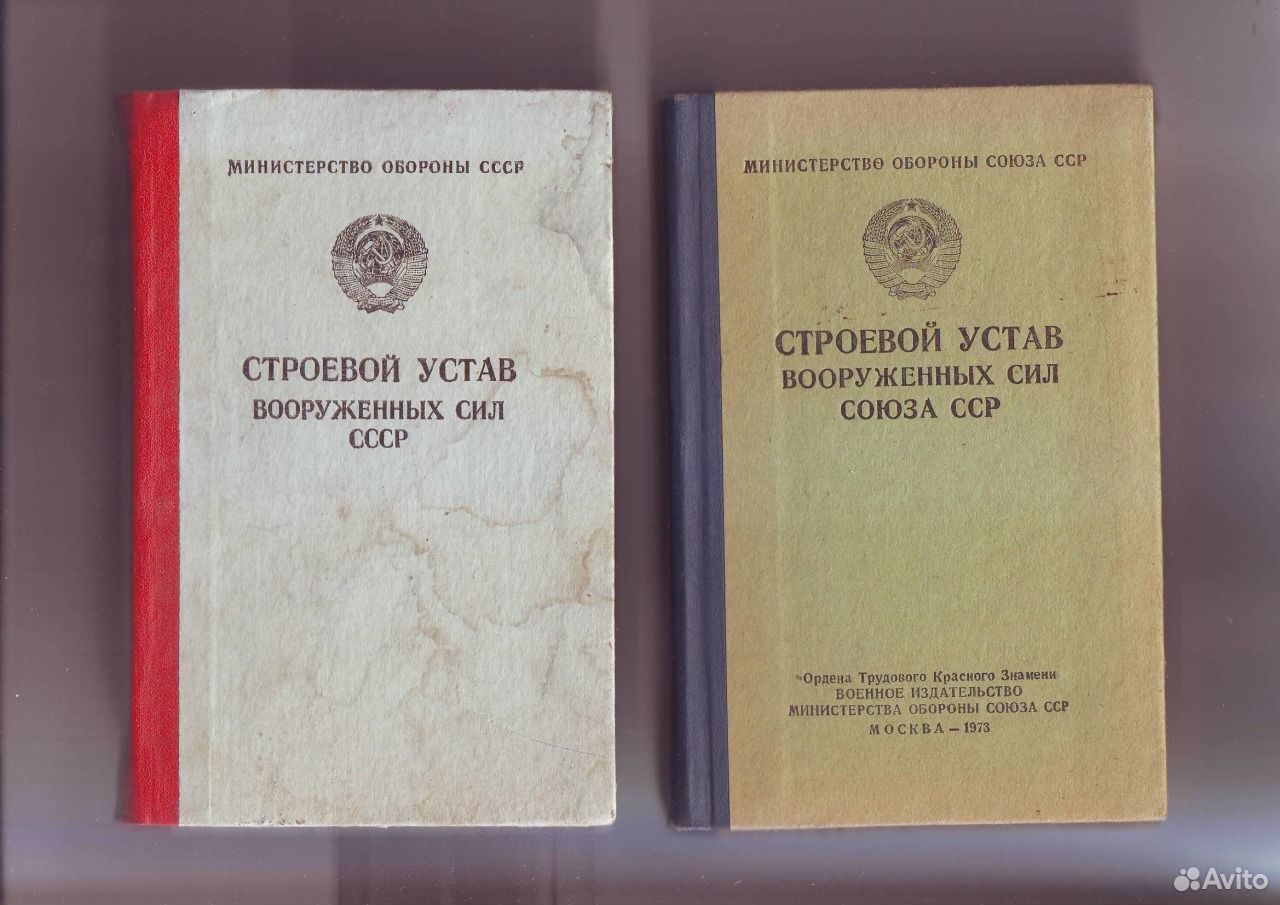 МИНИСТЕРСТВО ОБОРОНЫ СССР
СТРОЕВОЙ УСТАВ
ВООРУЖЕННЫХ СИЛ
СССР
МИНИСТЕРСТВО ОБОРОНЫ СОЮЗА ССР
СТРОЕВОЙ УСТАВ
ВООРУЖЕННЫХ СИЛ
СОЮЗА ССР
Ордена Трудового Красного Знамени
ВОЕННОЕ ИЗДАТЕЛЬСТВО
МИНИСТЕРСТВА ОБОРОНЫ СОЮЗА ССР
МОСКВА — 1973
Avito